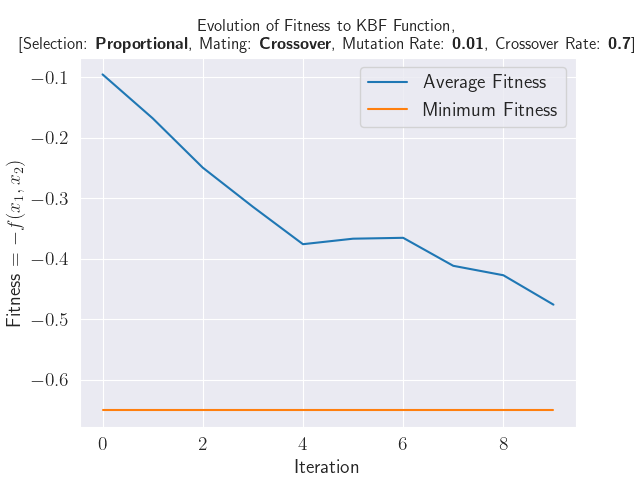 Evolution of Fitness to KBF Function,
[Selection: Proportional, Mating: Crossover, Mutation Rate: 0.01, Crossover Rate: 0.7]
Average Fitness
Minimum Fitness
Fitness = −f(x₁, x₂)
−0.1
−0.2
−0.3
−0.4
−0.5
−0.6
0 2 4 6 8
Iteration